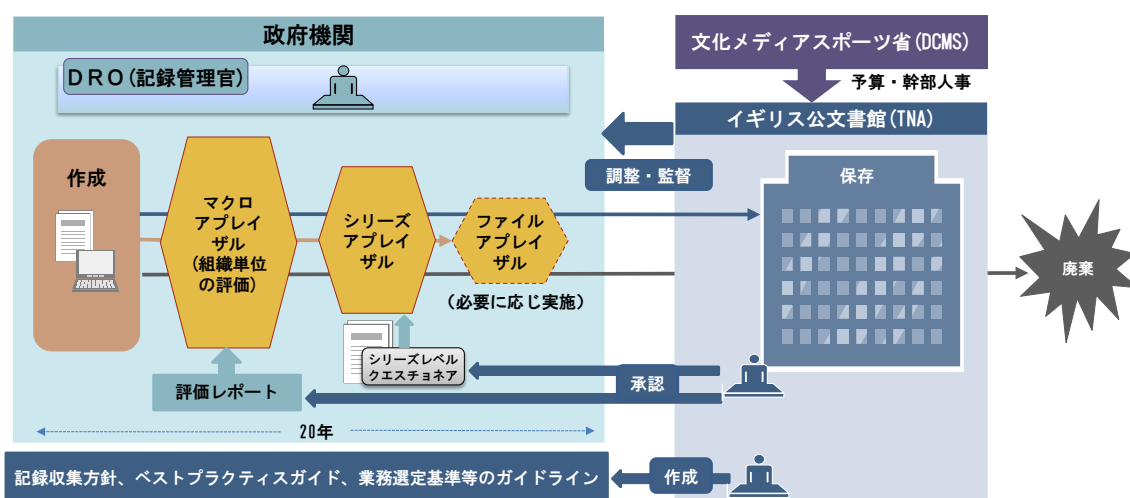 政府機関
DRO(記録管理官)
文化メディアスポーツ省(DCMS)
予算・幹部人事
イギリス公文書館(TNA)
調整・監督
保存
作成
マクロ
アプレイ
ザル
(組織単位
の評価)
シリーズ
アプレイ
ザル
ファイル
アプレイ
ザル
(必要に応じ実施)
廃棄
シリーズレベル
クエスチョネア
評価レポート
承認
20年
記録収集方針、ベストプラクティスガイド、業務選定基準等のガイドライン
作成